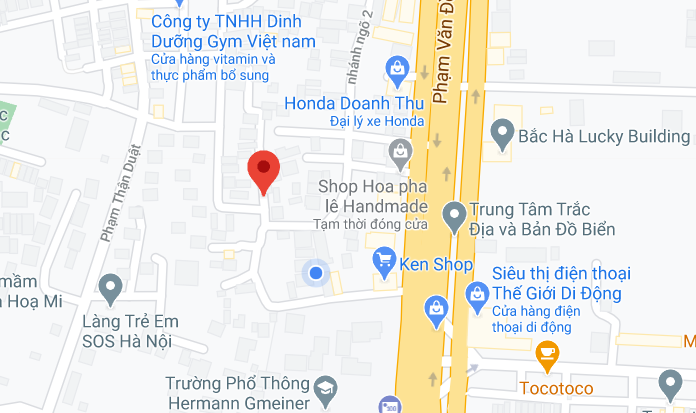 Công ty TNHH Dinh
Dưỡng Gym Việt nam
Cửa hàng vitamin và
thực phẩm bổ sung
nhánh ngõ 2
Phạm Văn Đ
Honda Doanh Thu
Đại lý xe Honda
Bắc Hà Lucky Building
Phạm Thận Duật
Shop Hoa pha
lê Handmade
Tạm thời đóng cửa
Trung Tâm Trắc
Địa và Bản Đồ Biển
Ken Shop
Siêu thị điện thoại
Thế Giới Di Động
Cửa hàng điện
thoại di động
mầm
Hoạ Mi
Làng Trẻ Em
SOS Hà Nội
Trường Phổ Thông
Hermann Gmeiner
Tocotoco